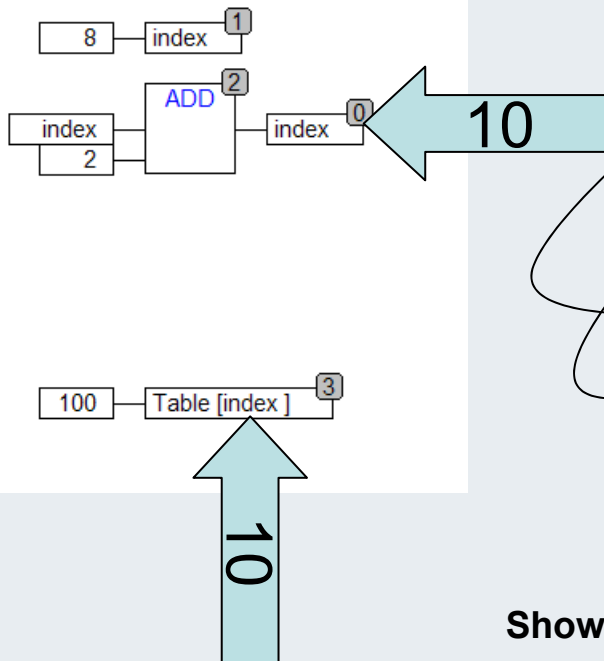 8 index 1
ADD 2
index index 0 10
2
100 Table [index ] 3
10
Show